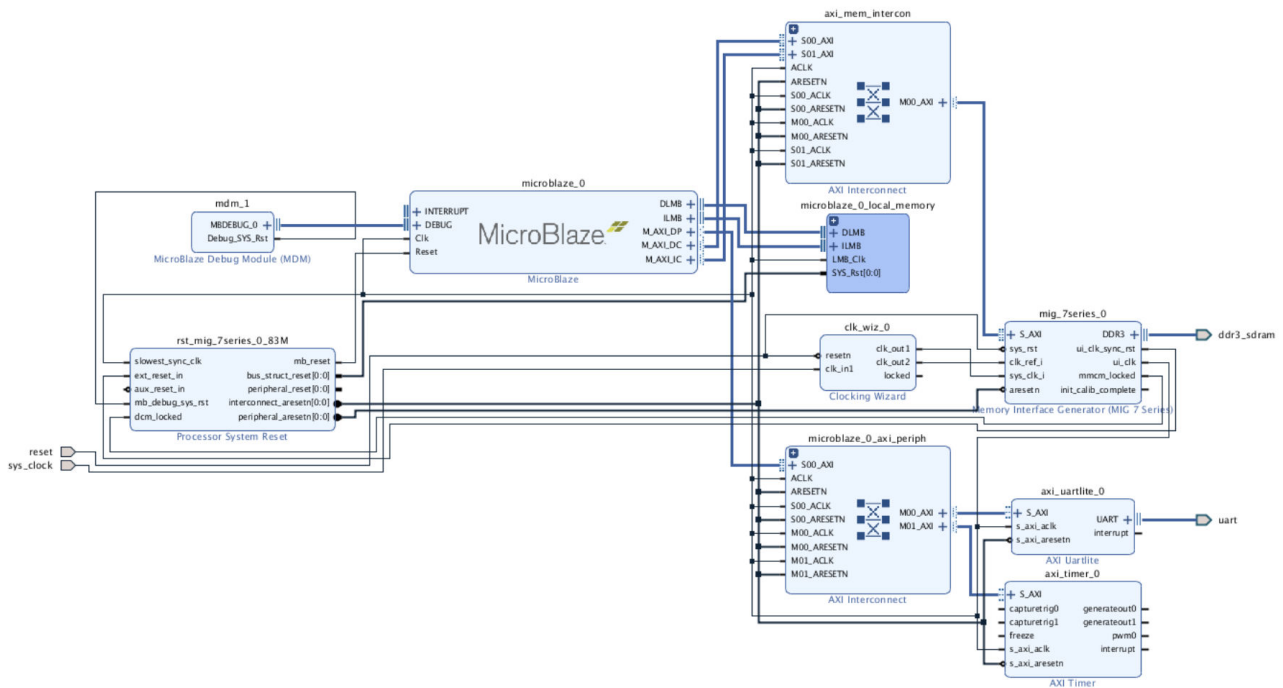 axi_mem_intercon
S00_AXI
S01_AXI
ACLK
ARESETN
S00_ACLK
S00_ARESETN
M00_ACLK
M00_ARESETN
S01_ACLK
S01_ARESETN
M00_AXI
AXI Interconnect
mdm_1
MBDEBUG_0
Debug_SYS_Rst
MicroBlaze Debug Module (MDM)
microblaze_0
INTERRUPT
DEBUG
Clk
Reset
MicroBlaze
DLMB
ILMB
M_AXI_DP
M_AXI_DC
M_AXI_IC
MicroBlaze
microblaze_0_local_memory
DLMB
ILMB
LMB_Clk
SYS_Rst[0:0]
rst_mig_7series_0_83M
slowest_sync_clk
ext_reset_in
aux_reset_in
mb_debug_sys_rst
dcm_locked
mb_reset
bus_struct_reset[0:0]
peripheral_reset[0:0]
interconnect_aresetn[0:0]
peripheral_aresetn[0:0]
Processor System Reset
reset
sys_clock
clk_wiz_0
resetn
clk_in1
clk_out1
clk_out2
locked
Clocking Wizard
mig_7series_0
S_AXI
sys_rst
clk_ref_i
sys_clk_i
aresetn
DDR3
ui_clk_sync_rst
ui_clk
mmcm_locked
init_calib_complete
Memory Interface Generator (MIG 7 Series)
ddr3_sdram
microblaze_0_axi_periph
S00_AXI
ACLK
ARESETN
S00_ACLK
S00_ARESETN
M00_ACLK
M00_ARESETN
M01_ACLK
M01_ARESETN
M00_AXI
M01_AXI
AXI Interconnect
axi_uartlite_0
S_AXI
s_axi_aclk
s_axi_aresetn
UART
interrupt
AXI Uartlite
uart
axi_timer_0
S_AXI
capturetrig0
capturetrig1
freeze
s_axi_aclk
s_axi_aresetn
generateout0
generateout1
pwm0
interrupt
AXI Timer